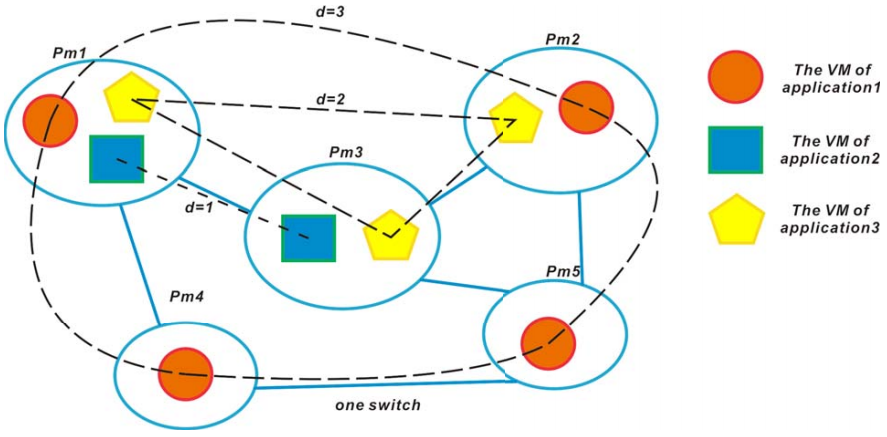 d=3
Pm1
Pm2
The VM of
application1
d=2
Pm3
The VM of
application2
d=1
The VM of
application3
Pm4
Pm5
one switch